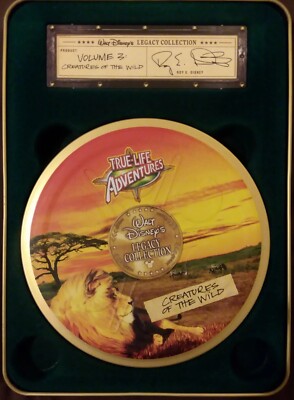 WALT DISNEY'S LEGACY COLLECTION
PRODUCT:
VOLUME 3
CREATURES OF THE WILD
ROY E. DISNEY
TRUE-LIFE
ADVENTURES
WALT
DISNEY'S
LEGACY
COLLECTION
CREATURES
OF THE WILD